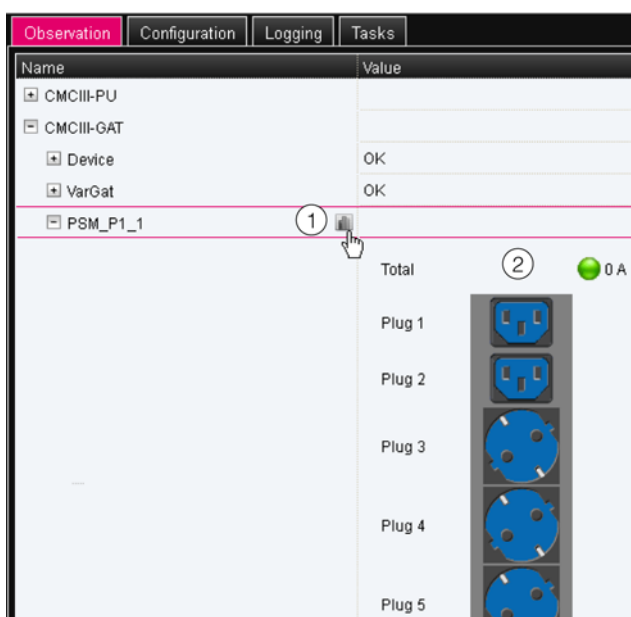 Observation Configuration Logging Tasks
Name Value
CMCIII-PU
CMCIII-GAT
Device OK
VarGat OK
PSM_P1_1 1
Total 2 0 A
Plug 1
Plug 2
Plug 3
Plug 4
Plug 5